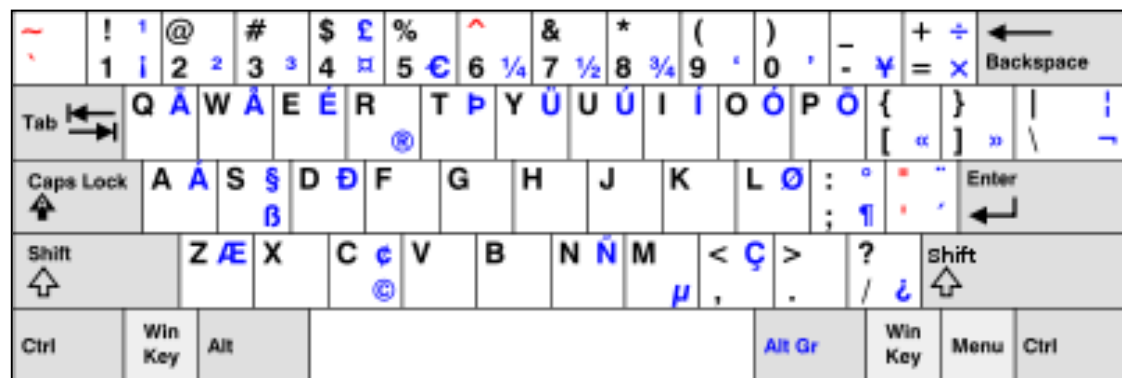 ~ ! ¹ @ # $ £ % ^ & * ( ) _ + ÷ Backspace
` 1 ¡ 2 ² 3 ³ 4 ¤ 5 € 6 ¼ 7 ½ 8 ¾ 9 ‘ 0 ’ - ¥ = ×
Tab Q Ä W Å E É R T Þ Y Ü U Ú I Í O Ó P Ö { } | ¦
® [ « ] » \ ¬
Caps Lock A Á S § D Ð F G H J K L Ø : ° " ¨ Enter
ß ; ¶ ' ´
Shift Z Æ X C ¢ V B N Ñ M < Ç > ? Shift
© µ , . / ¿
Ctrl Win Key Alt Alt Gr Win Key Menu Ctrl